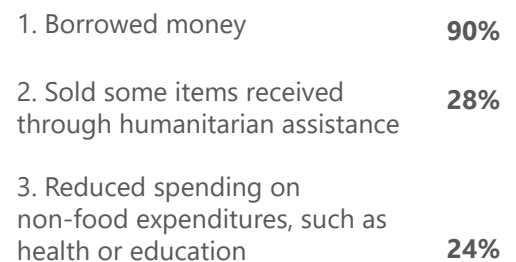 1. Borrowed money 90%
2. Sold some items received 28%
through humanitarian assistance
3. Reduced spending on
non-food expenditures, such as
health or education 24%